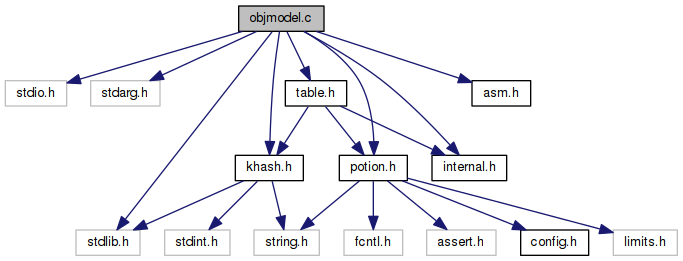 objmodel.c
stdio.h
stdarg.h
table.h
asm.h
khash.h
potion.h
internal.h
stdlib.h
stdint.h
string.h
fcntl.h
assert.h
config.h
limits.h